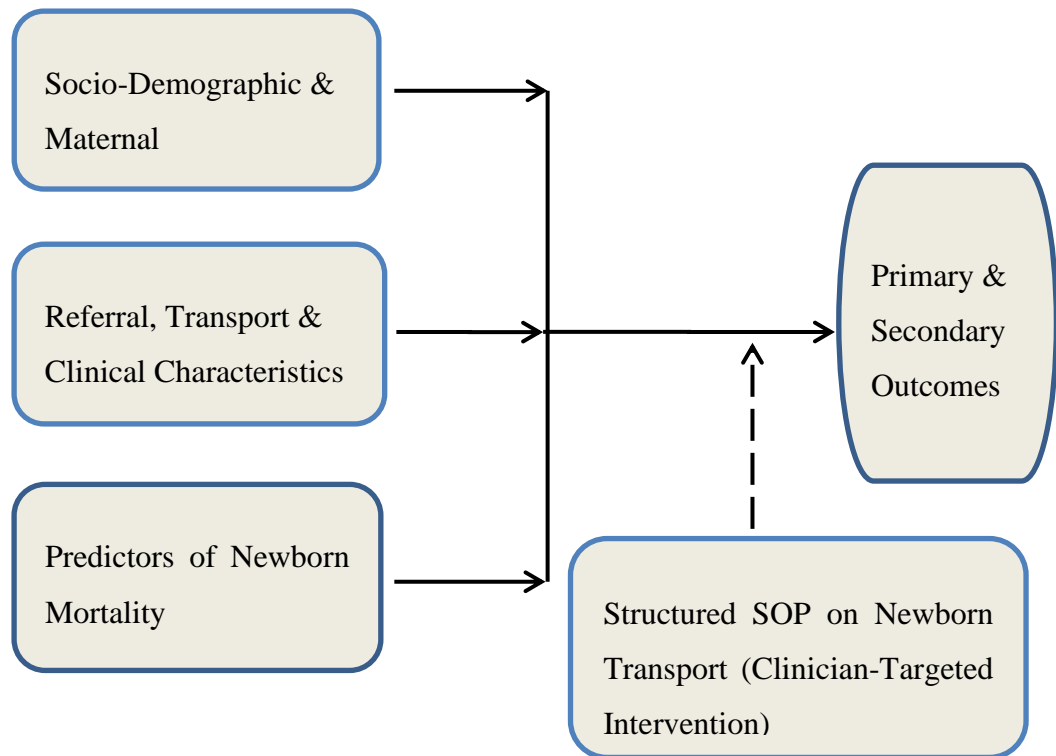 Socio-Demographic &
Maternal
Referral, Transport &
Clinical Characteristics
Predictors of Newborn
Mortality
Primary &
Secondary
Outcomes
Structured SOP on Newborn
Transport (Clinician-Targeted
Intervention)